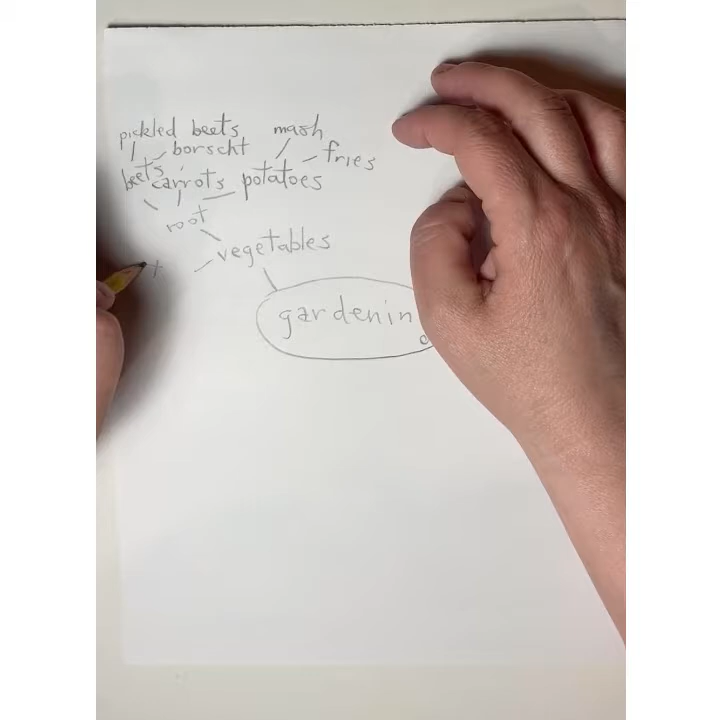 pickled beets
mash
borscht
fries
beets
carrots
potatoes
root
vegetables
gardenin